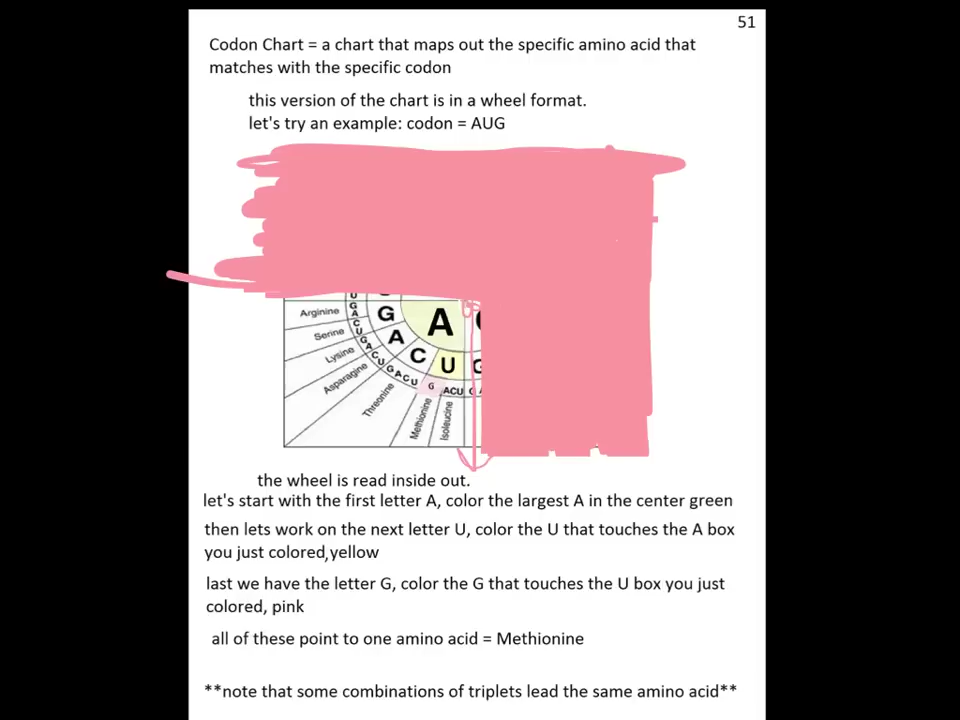 51
Codon Chart = a chart that maps out the specific amino acid that
matches with the specific codon
this version of the chart is in a wheel format.
let's try an example: codon = AUG
U
G
A
C
U
G
A
C
U
G
A
C
U
G
A
C
U
G
ACU
G
A
G
A
C
U
A
Arginine
Serine
Lysine
Asparagine
Threonine
Methionine
Isoleucine
the wheel is read inside out.
let's start with the first letter A, color the largest A in the center green
then lets work on the next letter U, color the U that touches the A box
you just colored,yellow
last we have the letter G, color the G that touches the U box you just
colored, pink
all of these point to one amino acid = Methionine
**note that some combinations of triplets lead the same amino acid**